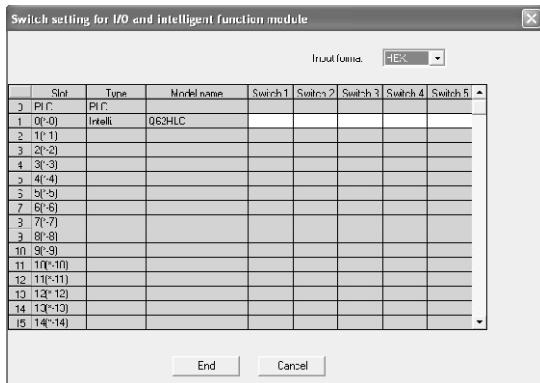 Switch setting for I/O and intelligent function module
Input format HEX.
Slot Type Model name Switch 1 Switch 2 Switch 3 Switch 4 Switch 5
0 PLC PLC
1 0(*-0) Intelli. Q62HLC
2 1(*-1)
3 2(*-2)
4 3(*-3)
5 4(*-4)
6 5(*-5)
7 6(*-6)
8 7(*-7)
9 8(*-8)
10 9(*-9)
11 10(*-10)
12 11(*-11)
13 12(*-12)
14 13(*-13)
15 14(*-14)
End Cancel